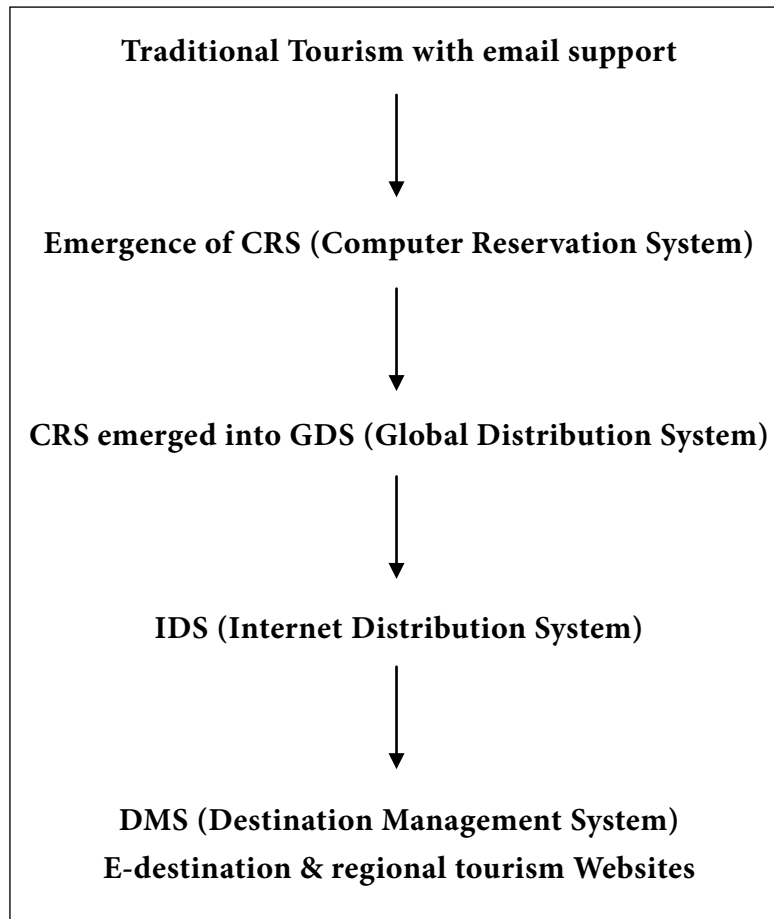 Traditional Tourism with email support
Emergence of CRS (Computer Reservation System)
CRS emerged into GDS (Global Distribution System)
IDS (Internet Distribution System)
DMS (Destination Management System)
E-destination & regional tourism Websites